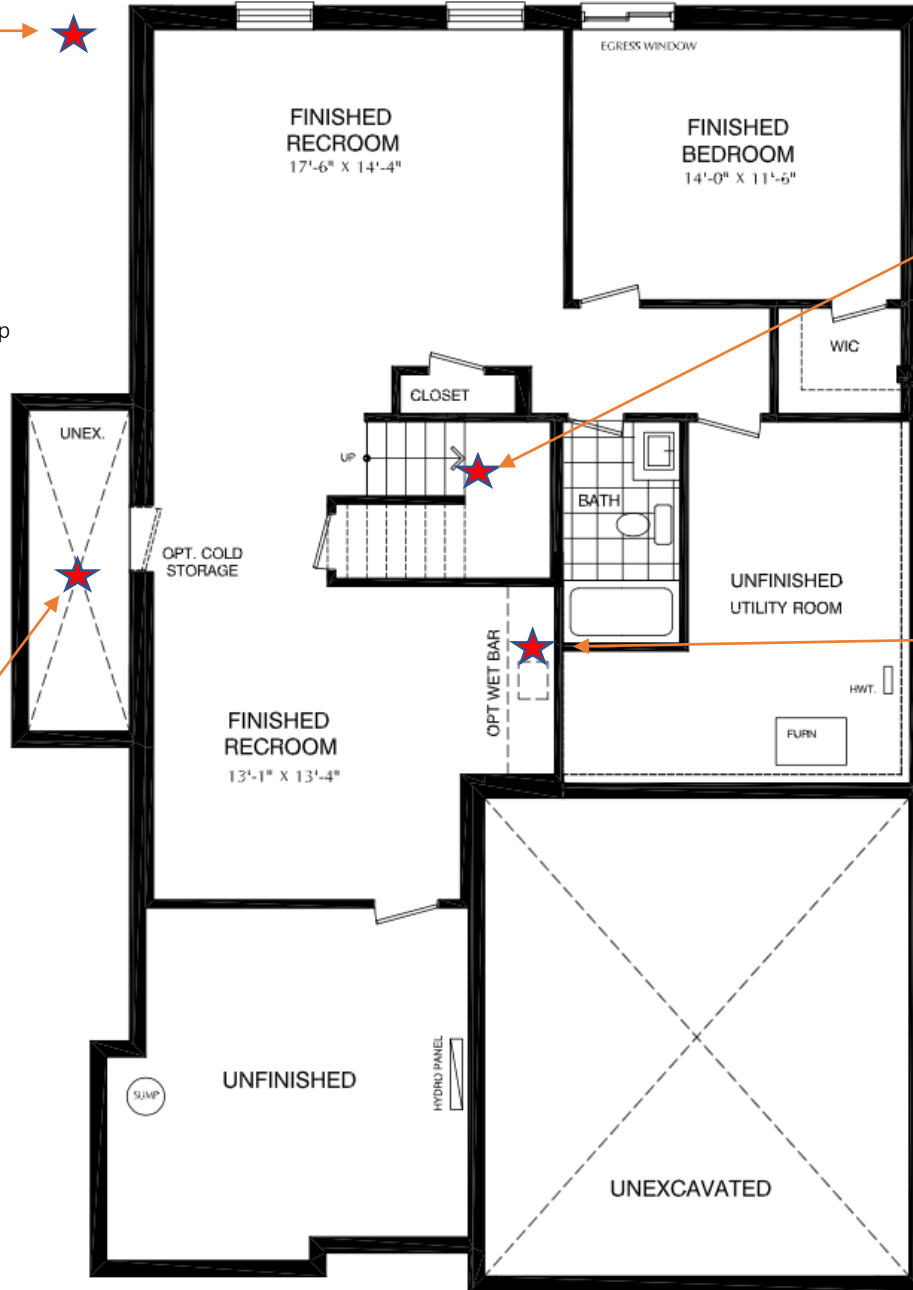 EGRESS WINDOW
FINISHED
RECROOM
17'-6" X 14'-4"
FINISHED
BEDROOM
14'-0" X 11'-6"
p
WIC
CLOSET
UNEX.
UP
BATH
OPT. COLD
STORAGE
UNFINISHED
UTILITY ROOM
OPT WET BAR
HWT.
FURN
FINISHED
RECROOM
13'-1" X 13'-4"
HYDRO PANEL
UNFINISHED
SUMP
UNEXCAVATED